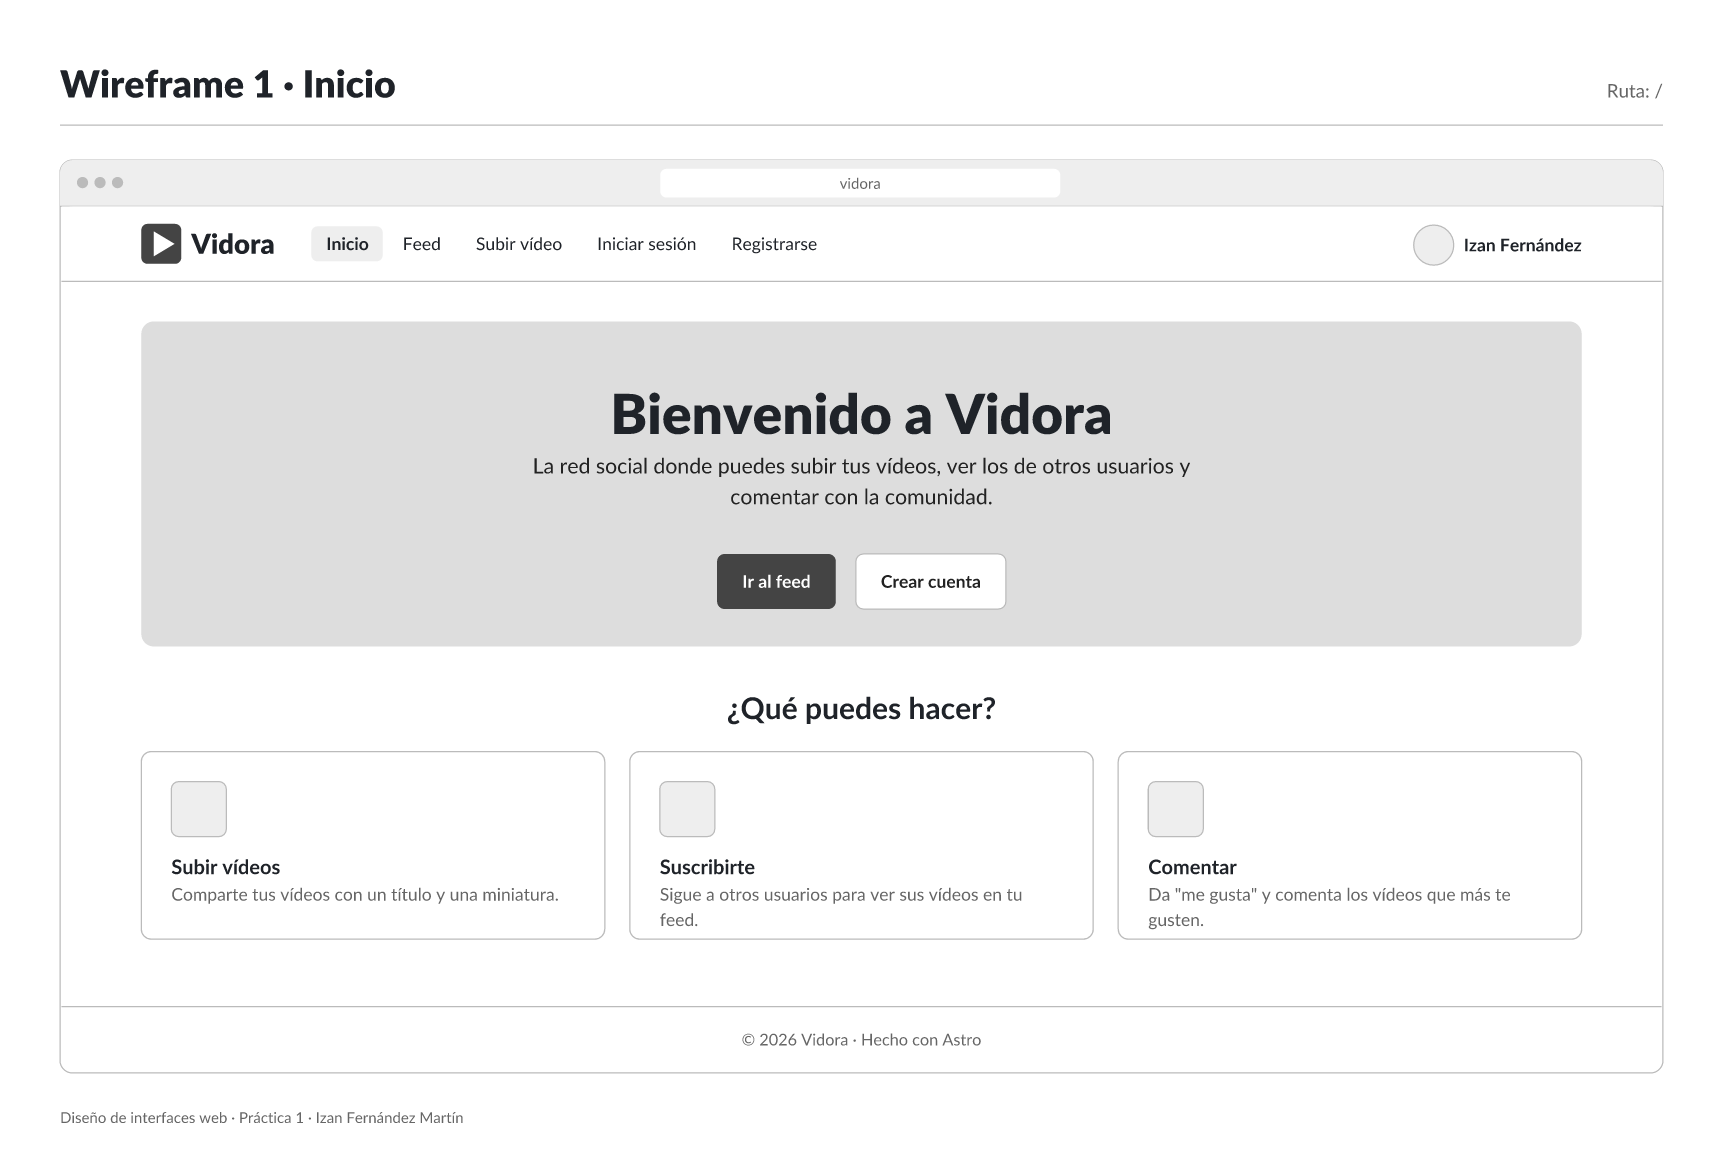 Wireframe 1 · Inicio
Ruta: /
vidora
Vidora
Inicio
Feed
Subir vídeo
Iniciar sesión
Registrarse
Izan Fernández
Bienvenido a Vidora
La red social donde puedes subir tus vídeos, ver los de otros usuarios y
comentar con la comunidad.
Ir al feed
Crear cuenta
¿Qué puedes hacer?
Subir vídeos
Comparte tus vídeos con un título y una miniatura.
Suscribirte
Sigue a otros usuarios para ver sus vídeos en tu
feed.
Comentar
Da "me gusta" y comenta los vídeos que más te
gusten.
© 2026 Vidora · Hecho con Astro
Diseño de interfaces web · Práctica 1 · Izan Fernández Martín